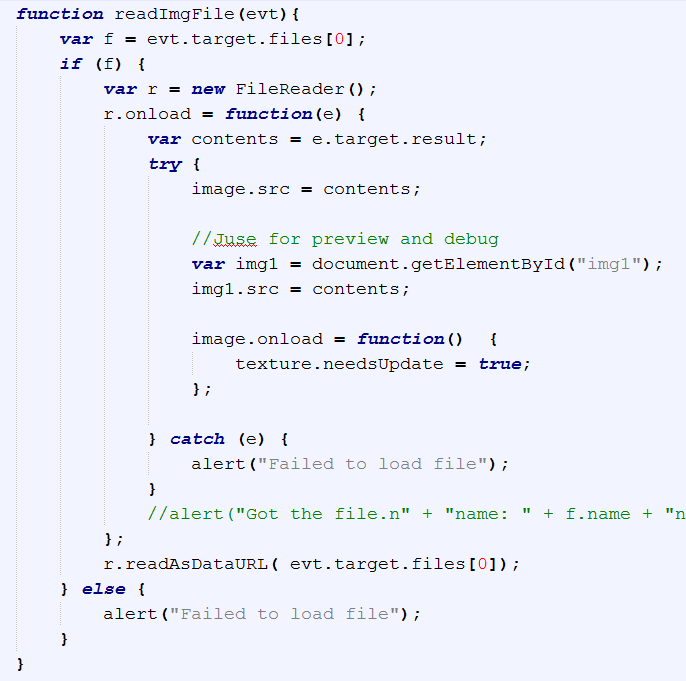 function readImgFile(evt){
    var f = evt.target.files[0];
    if (f) {
        var r = new FileReader();
        r.onload = function(e) {
            var contents = e.target.result;
            try {
                image.src = contents;

                //Juse for preview and debug
                var img1 = document.getElementById("img1");
                img1.src = contents;

                image.onload = function()  {
                    texture.needsUpdate = true;
                };

            } catch (e) {
                alert("Failed to load file");
            }
            //alert("Got the file.n" + "name: " + f.name + "n
        };
        r.readAsDataURL( evt.target.files[0]);
    } else {
        alert("Failed to load file");
    }
}